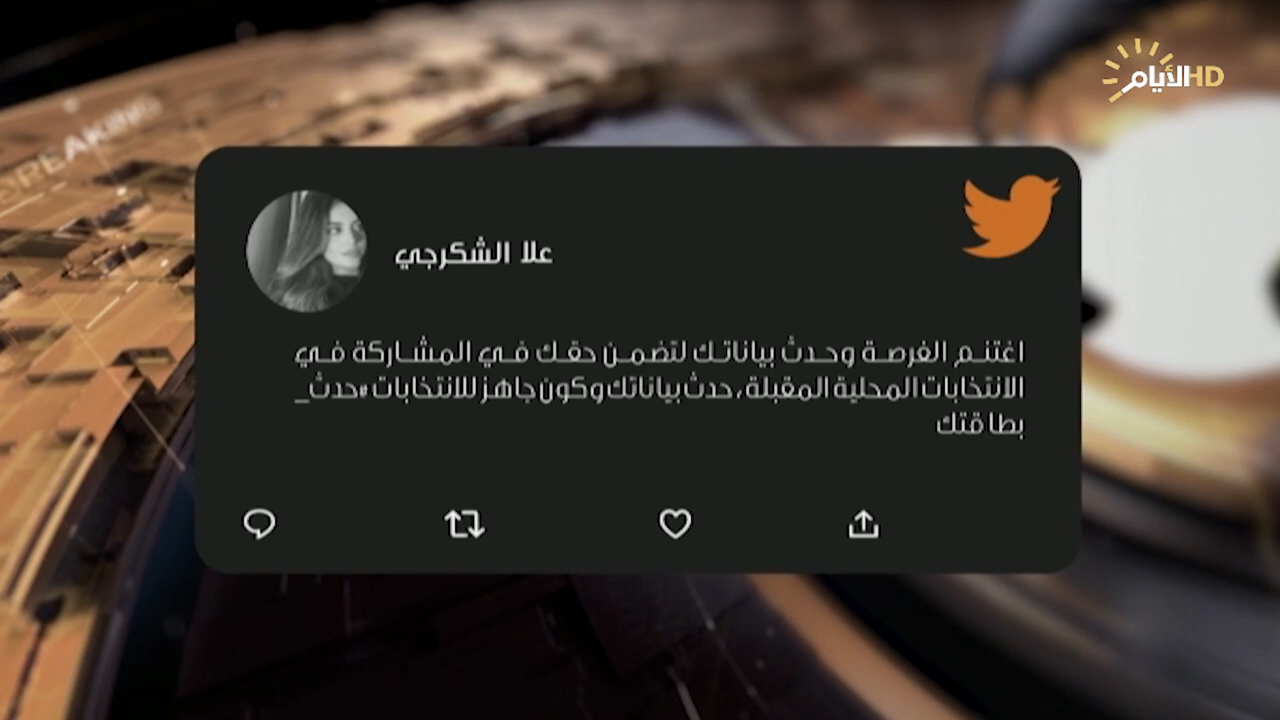 الأيام HD
BREAKING
علا الشكرجي
اغتنم الفرصة وحدث بياناتك لتضمن حقك في المشاركة في
الانتخابات المحلية المقبلة، حدث بياناتك وكون جاهز للانتخابات #حدث_
بطاقتك